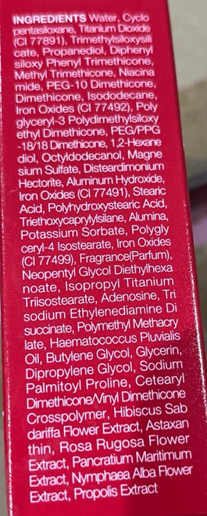 INGREDIENTS Water, Cyclo
pentasiloxane, Titanium Dioxide
(CI 77891), Trimethylsiloxysili
cate, Propanediol, Diphenyl
siloxy Phenyl Trimethicone,
Methyl Trimethicone, Niacina
mide, PEG-10 Dimethicone,
Dimethicone, Isododecane,
Iron Oxides (CI 77492), Poly
glyceryl-3 Polydimethylsiloxy
ethyl Dimethicone, PEG/PPG
-18/18 Dimethicone, 1,2-Hexane
diol, Octyldodecanol, Magne
sium Sulfate, Disteardimonium
Hectorite, Aluminum Hydroxide,
Iron Oxides (CI 77491), Stearic
Acid, Polyhydroxystearic Acid,
Triethoxycaprylylsilane, Alumina,
Potassium Sorbate, Polygly
ceryl-4 Isostearate, Iron Oxides
(CI 77499), Fragrance(Parfum),
Neopentyl Glycol Diethylhexa
noate, Isopropyl Titanium
Triisostearate, Adenosine, Tri
sodium Ethylenediamine Di
succinate, Polymethyl Methacry
late, Haematococcus Pluvialis
Oil, Butylene Glycol, Glycerin,
Dipropylene Glycol, Sodium
Palmitoyl Proline, Cetearyl
Dimethicone/Vinyl Dimethicone
Crosspolymer, Hibiscus Sab
dariffa Flower Extract, Astaxan
thin, Rosa Rugosa Flower
Extract, Pancratium Maritimum
Extract, Nymphaea Alba Flower
Extract, Propolis Extract